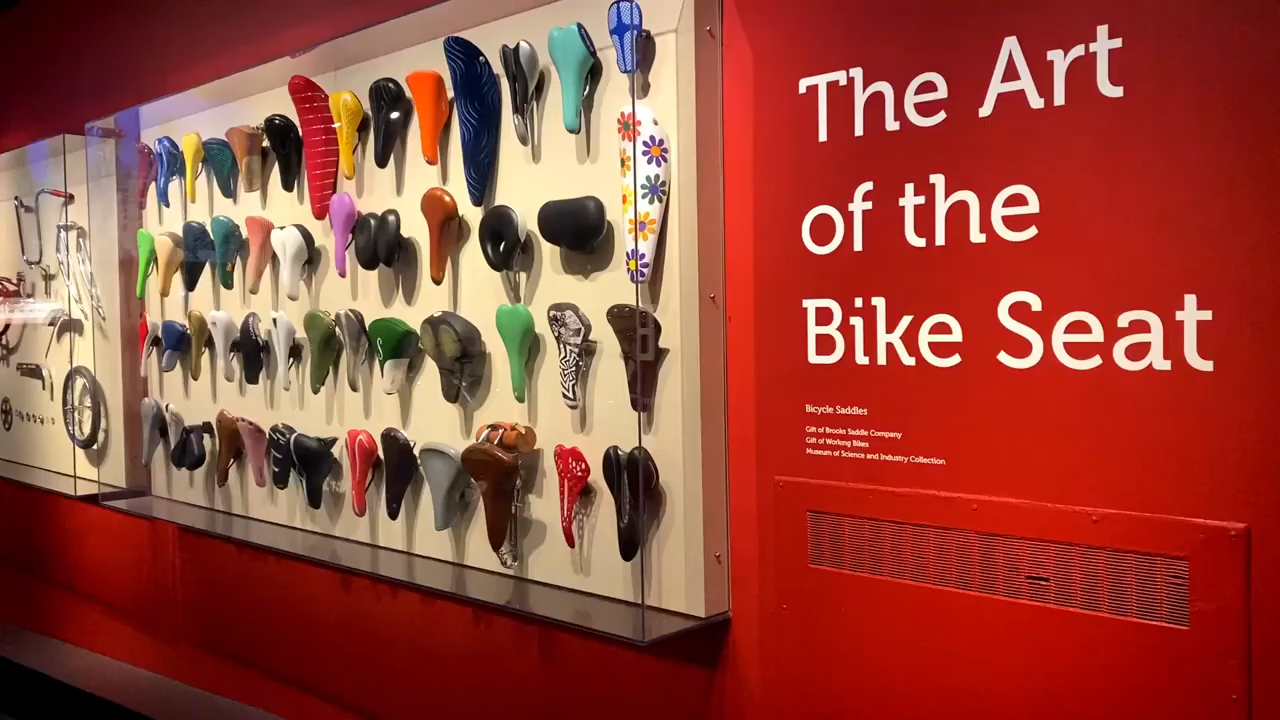 The Art
of the
Bike Seat
Bicycle Saddles
Gift of Brooks Saddle Company
Gift of Working Bikes
Museum of Science and Industry Collection
S